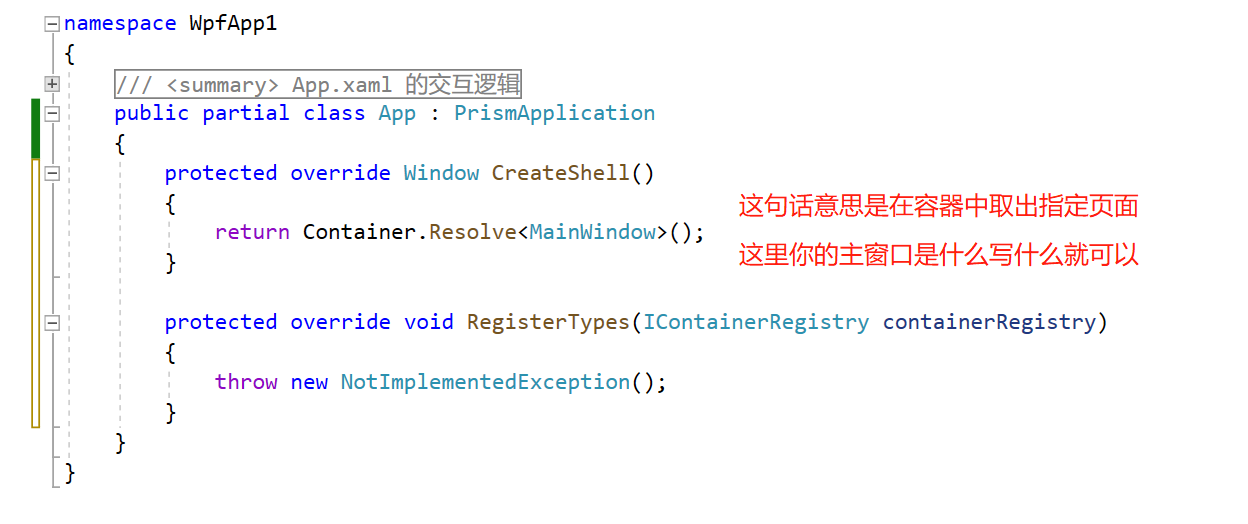 namespace WpfApp1
{
/// <summary> App.xaml 的交互逻辑
public partial class App : PrismApplication
{
protected override Window CreateShell()
{
这句话意思是在容器中取出指定页面
return Container.Resolve<MainWindow>();
这里你的主窗口是什么写什么就可以
}
protected override void RegisterTypes(IContainerRegistry containerRegistry)
{
throw new NotImplementedException();
}
}
}